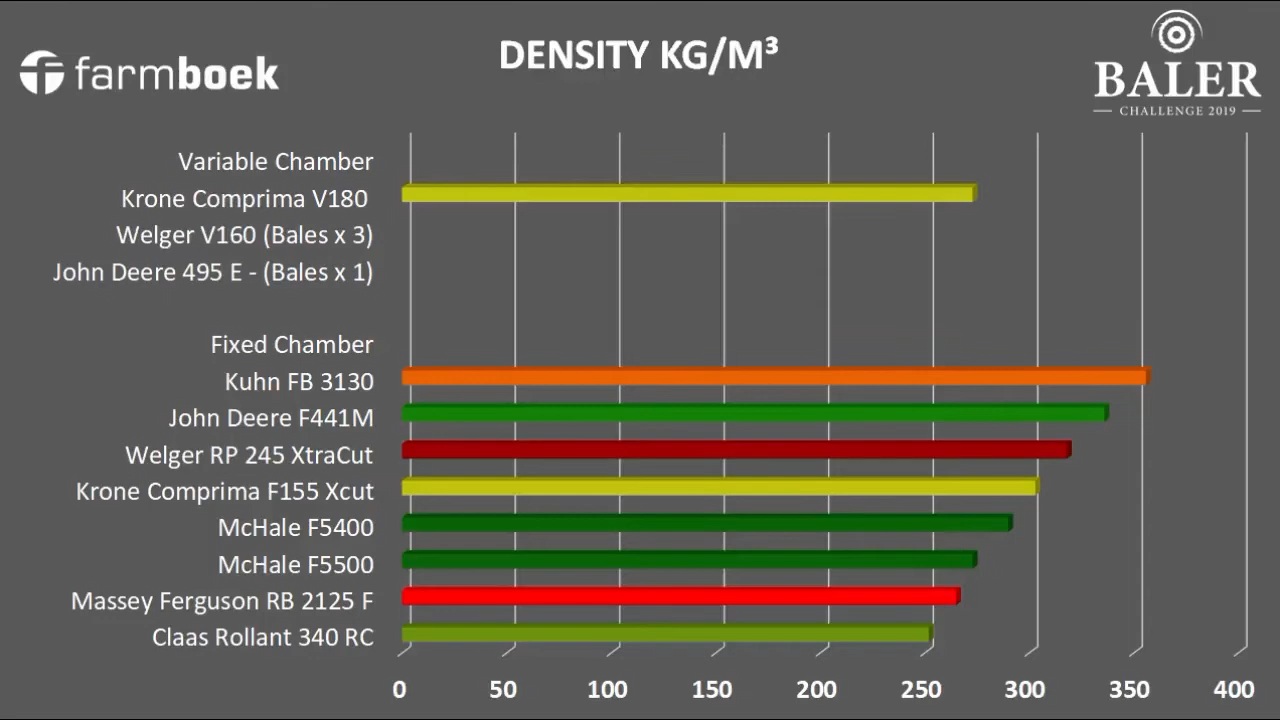 farmboek
DENSITY KG/M³
BALER
CHALLENGE 2019
Variable Chamber
Krone Comprima V180
Welger V160 (Bales x 3)
John Deere 495 E - (Bales x 1)
Fixed Chamber
Kuhn FB 3130
John Deere F441M
Welger RP 245 XtraCut
Krone Comprima F155 Xcut
McHale F5400
McHale F5500
Massey Ferguson RB 2125 F
Claas Rollant 340 RC
0 50 100 150 200 250 300 350 400